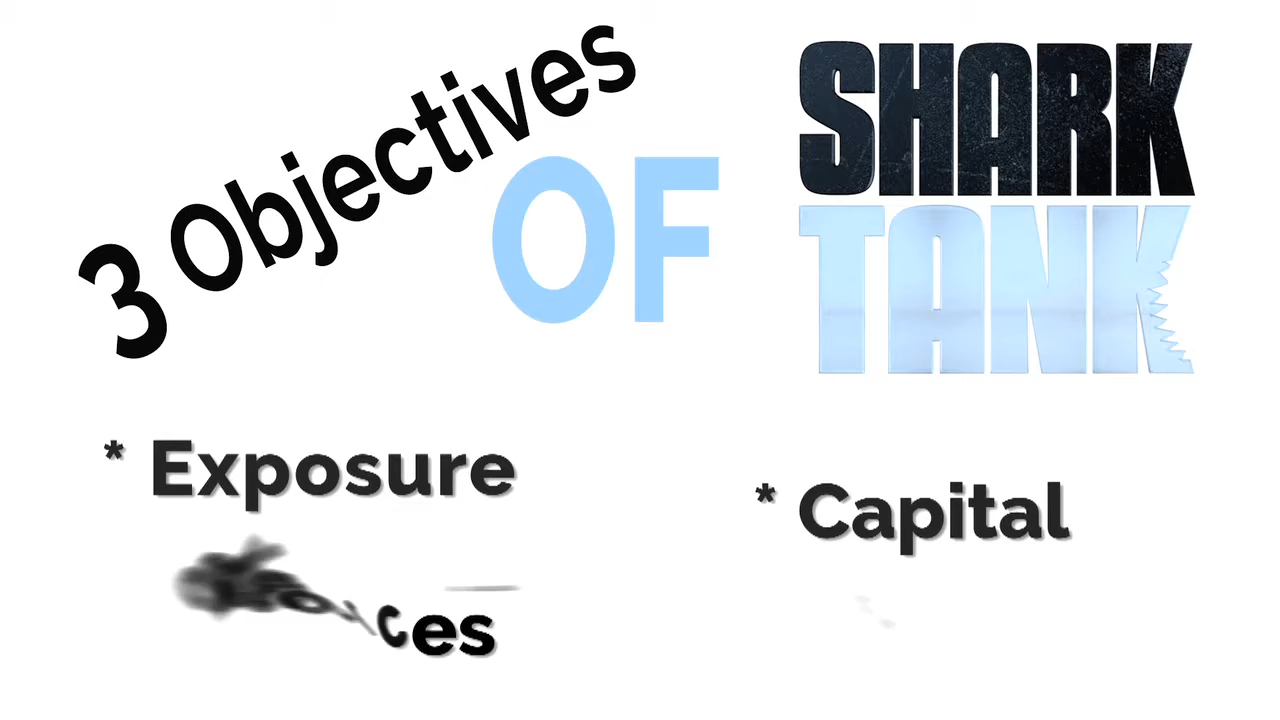 3 Objectives
OF
SHARK
TANK
* Exposure
* Capital